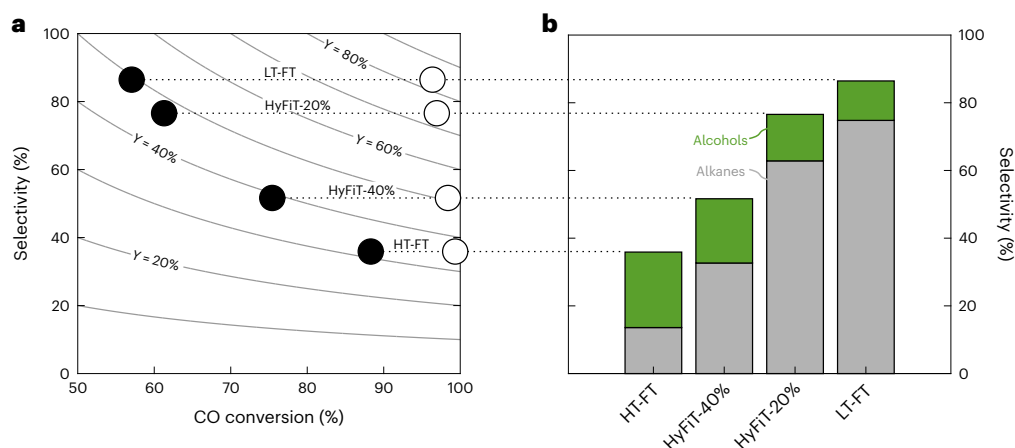 a
Selectivity (%)
100
80
60
40
20
0
50
60
70
80
90
100
CO conversion (%)
Y = 80%
Y = 60%
Y = 40%
Y = 20%
LT-FT
HyFiT-20%
HyFiT-40%
HT-FT
b
Alcohols
Alkanes
100
80
60
40
20
0
Selectivity (%)
HT-FT
HyFiT-40%
HyFiT-20%
LT-FT